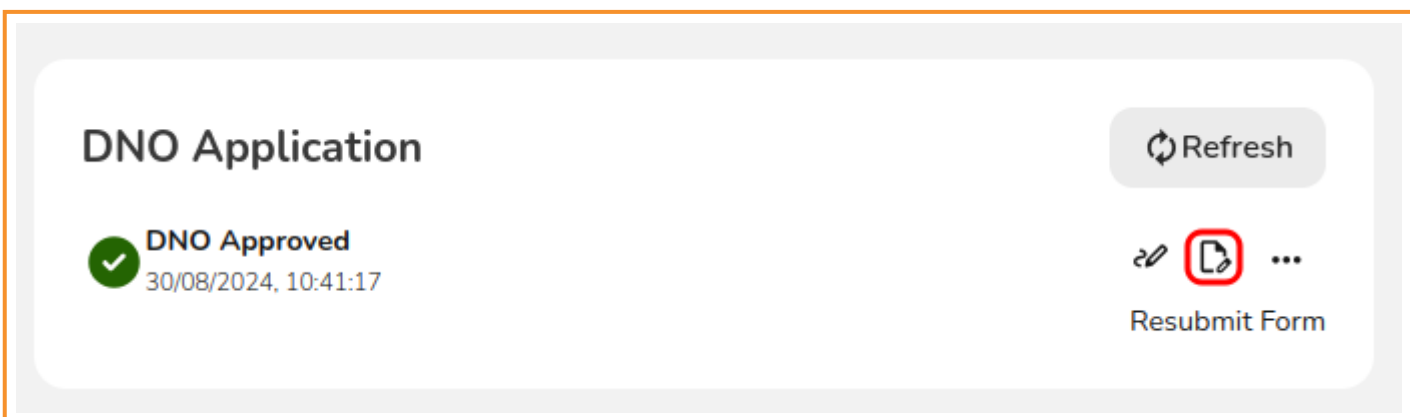 DNO Application
Refresh
DNO Approved
30/08/2024, 10:41:17
Resubmit Form